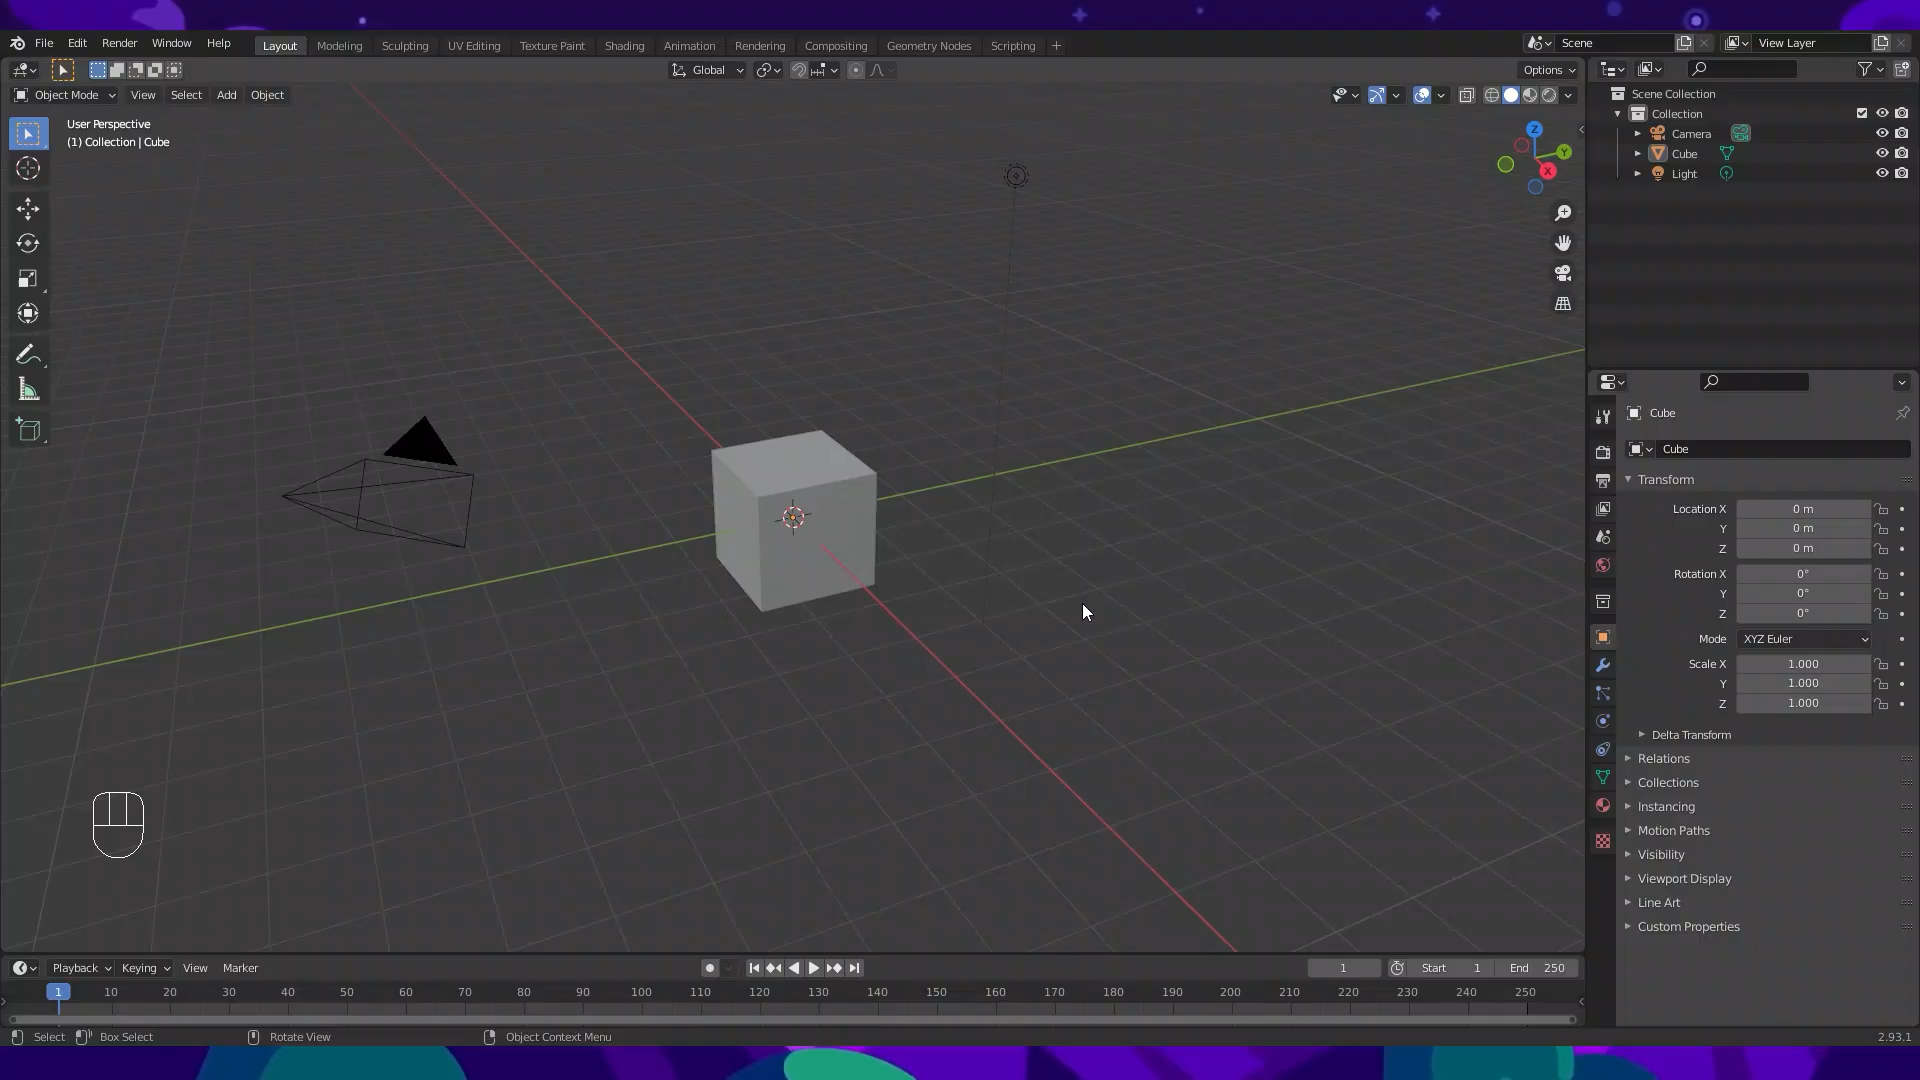 File Edit Render Window Help Layout Modeling Sculpting UV Editing Texture Paint Shading Animation Rendering Compositing Geometry Nodes Scripting + Scene View Layer
Global Options
Object Mode View Select Add Object
User Perspective
(1) Collection | Cube
Z
Y
X
Scene Collection
Collection
Camera
Cube
Light
Cube
Cube
Transform
Location X 0 m
Y 0 m
Z 0 m
Rotation X 0°
Y 0°
Z 0°
Mode XYZ Euler
Scale X 1.000
Y 1.000
Z 1.000
Delta Transform
Relations
Collections
Instancing
Motion Paths
Visibility
Viewport Display
Line Art
Custom Properties
Playback Keying View Marker 1 Start 1 End 250
1 10 20 30 40 50 60 70 80 90 100 110 120 130 140 150 160 170 180 190 200 210 220 230 240 250
Select Box Select Rotate View Object Context Menu 2.93.1